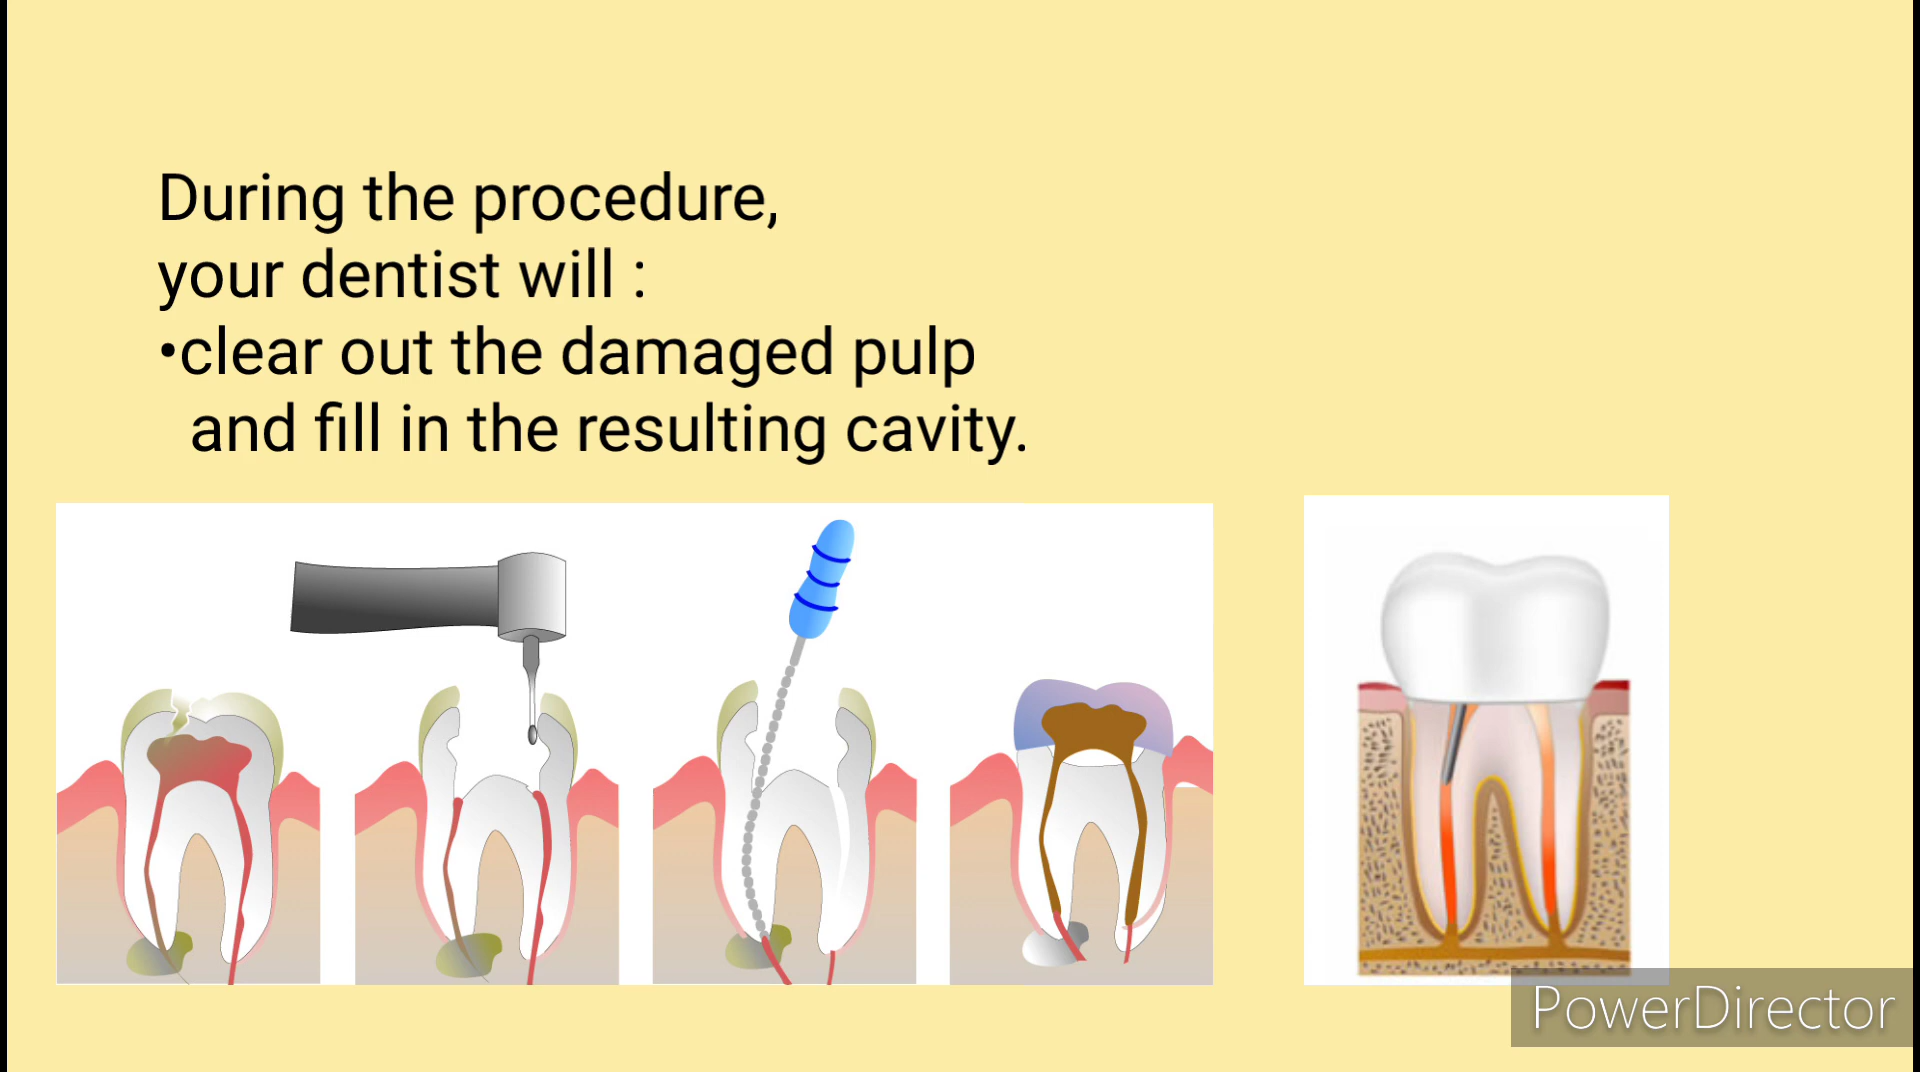 During the procedure,
your dentist will :
•clear out the damaged pulp
and fill in the resulting cavity.
PowerDirector